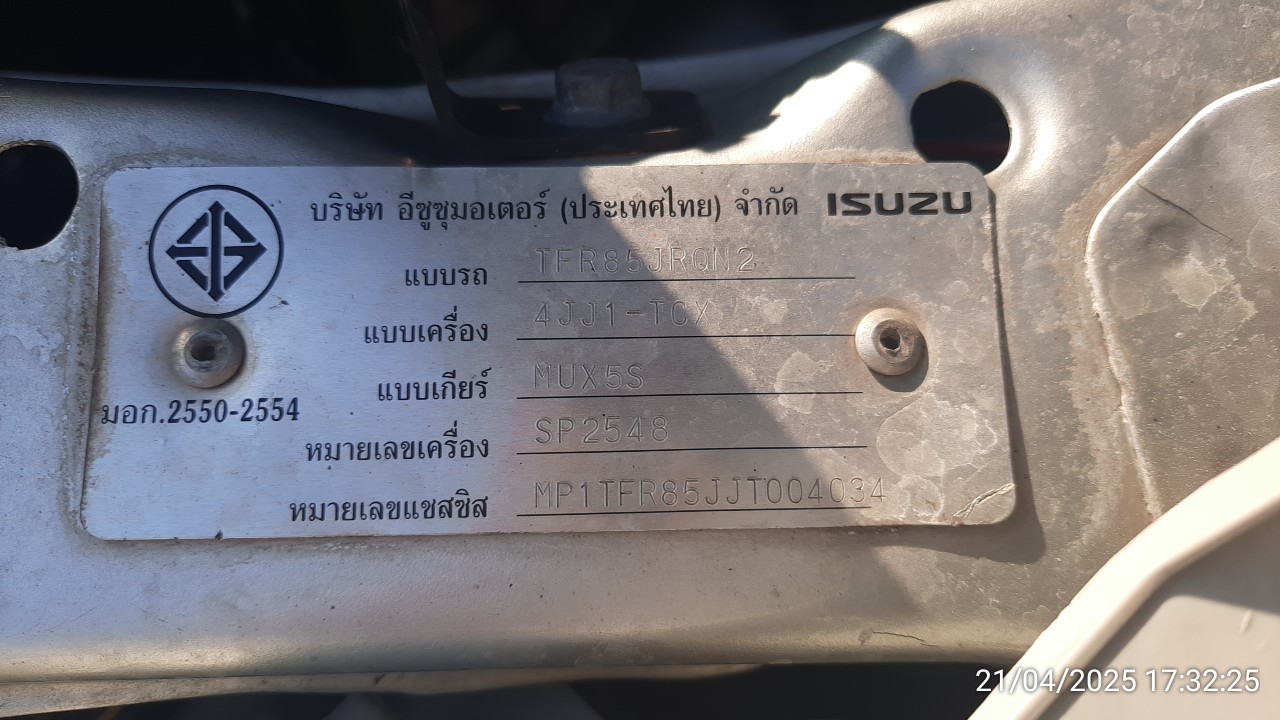 บริษัท อีซูซุมอเตอร์ (ประเทศไทย) จำกัด ISUZU
แบบรถ TFR85JRQN2
แบบเครื่อง 4JJ1-TCX
แบบเกียร์ MUX5S
มอก.2550-2554
หมายเลขเครื่อง SP2548
หมายเลขแชสซิส MP1TFR85JJT004034
21/04/2025 17:32:25